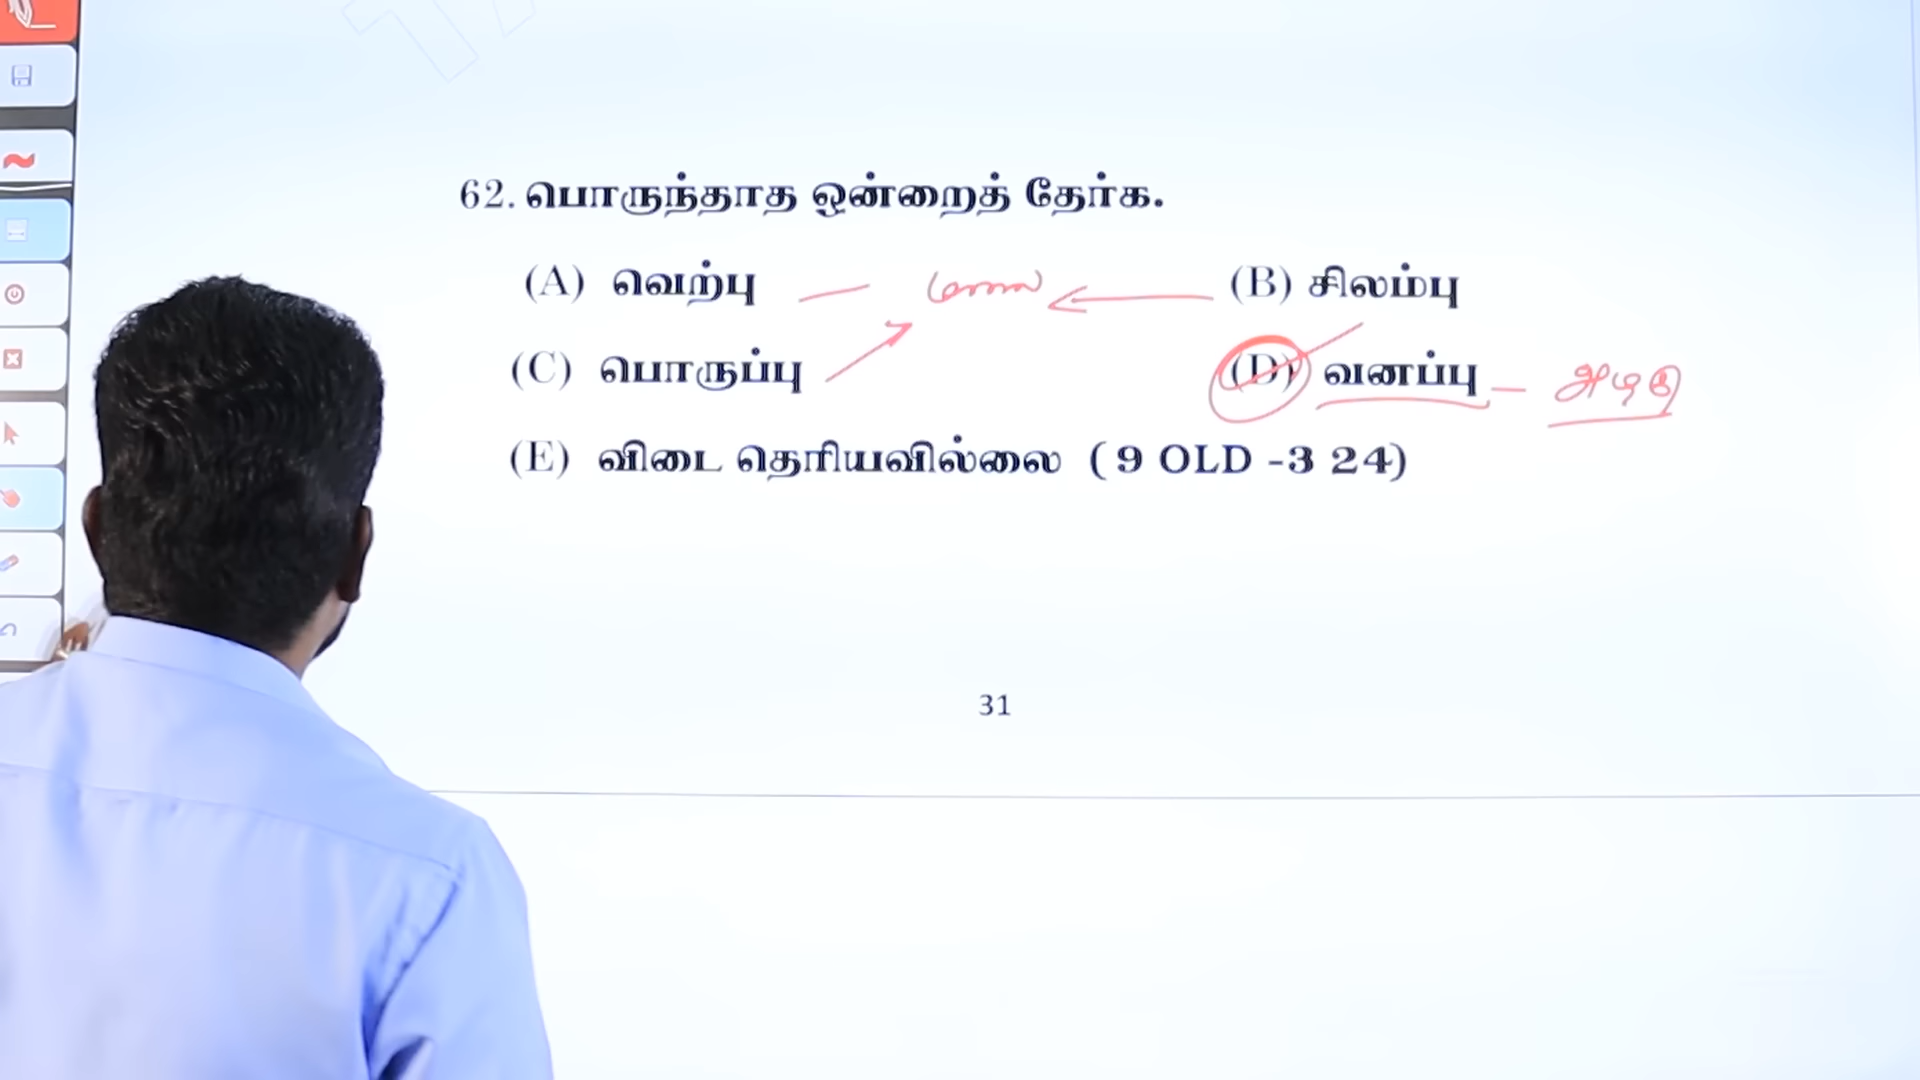 62. பொருந்தாத ஒன்றைத் தேர்க.
(A) வெற்பு — மலை (B) சிலம்பு
(C) பொருப்பு (D) வனப்பு — அழகு
(E) விடை தெரியவில்லை ( 9 OLD -3 24)
31